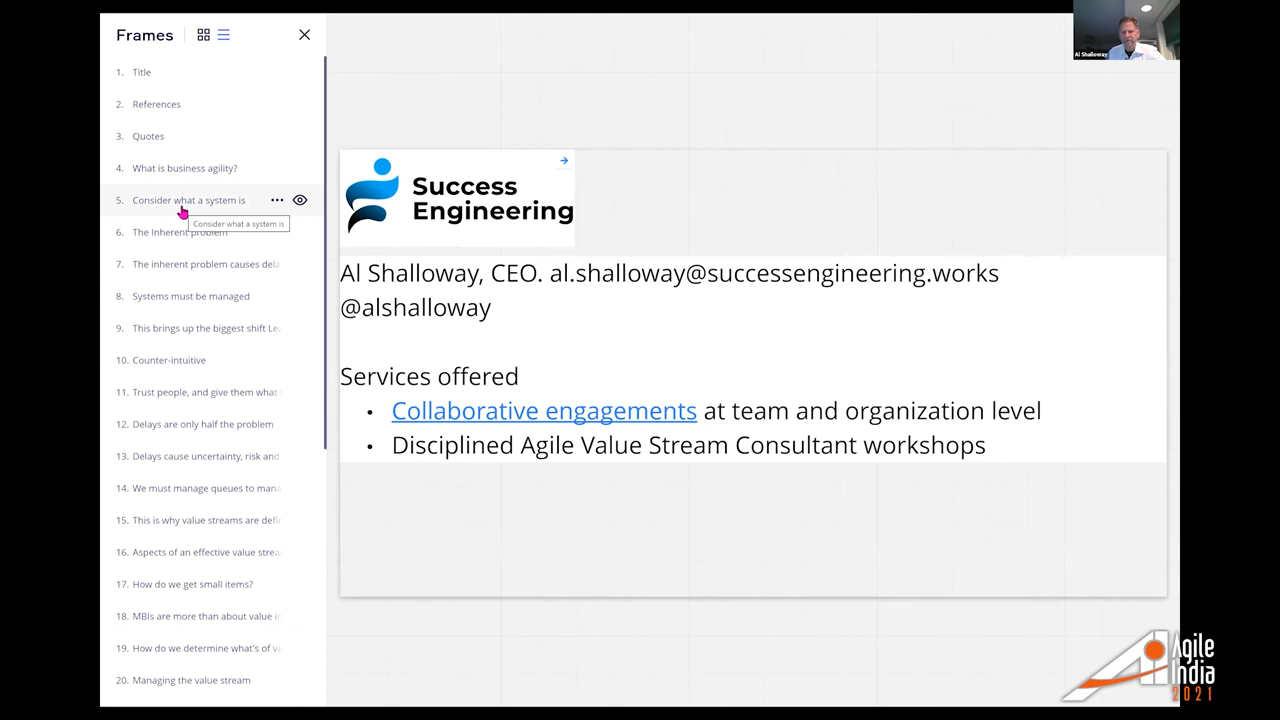 Frames
1. Title
2. References
3. Quotes
4. What is business agility?
5. Consider what a system is
Consider what a system is
6. The Inherent problem
7. The inherent problem causes dela
8. Systems must be managed
9. This brings up the biggest shift Le
10. Counter-intuitive
11. Trust people, and give them what
12. Delays are only half the problem
13. Delays cause uncertainty, risk and
14. We must manage queues to mana
15. This is why value streams are defi
16. Aspects of an effective value strea
17. How do we get small items?
18. MBIs are more than about value i
19. How do we determine what's of va
20. Managing the value stream
Success
Engineering
Al Shalloway, CEO. al.shalloway@successengineering.works
@alshalloway
Services offered
• Collaborative engagements at team and organization level
• Disciplined Agile Value Stream Consultant workshops
Al Shalloway
Agile
India
2021